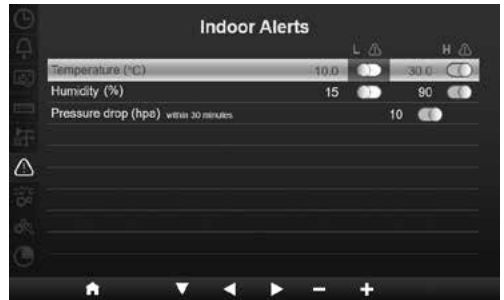 Indoor Alerts
L H
Temperature (°C) 10.0 30.0
Humidity (%) 15 90
Pressure drop (hpa) within 30 minutes 10